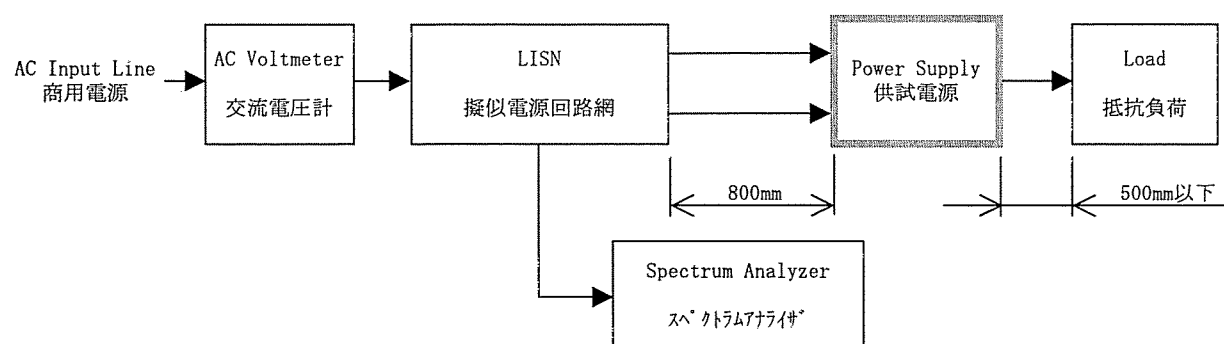 AC Input Line
商用電源
AC Voltmeter
交流電圧計
LISN
擬似電源回路網
Power Supply
供試電源
Load
抵抗負荷
800mm
500mm以下
Spectrum Analyzer
スペクトラムアナライザ